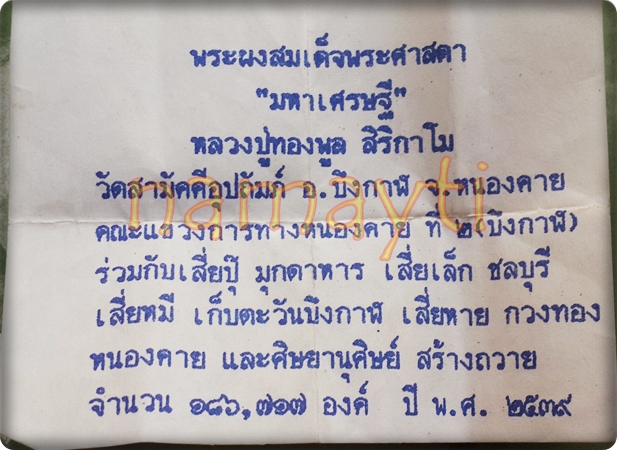 พระผงสมเด็จพระศาสดา
"มหาเศรษฐี"
หลวงปู่ทองพูล สิริกาโม
วัดสามัคคีอุปถัมภ์ อ.บึงกาฬ จ.หนองคาย
namayti
คณะแขวงการทางหนองคาย ที่ ๒(บึงกาฬ)
ร่วมกับเสี่ยปุ๊ มุกดาหาร เสี่ยเล็ก ชลบุรี
เสี่ยหมี เก็บตะวันบึงกาฬ เสี่ยหาย กวงทอง
หนองคาย และศิษยานุศิษย์ สร้างถวาย
จำนวน ๑๘๖,๗๑๗ องค์ ปี พ.ศ. ๒๕๓๙